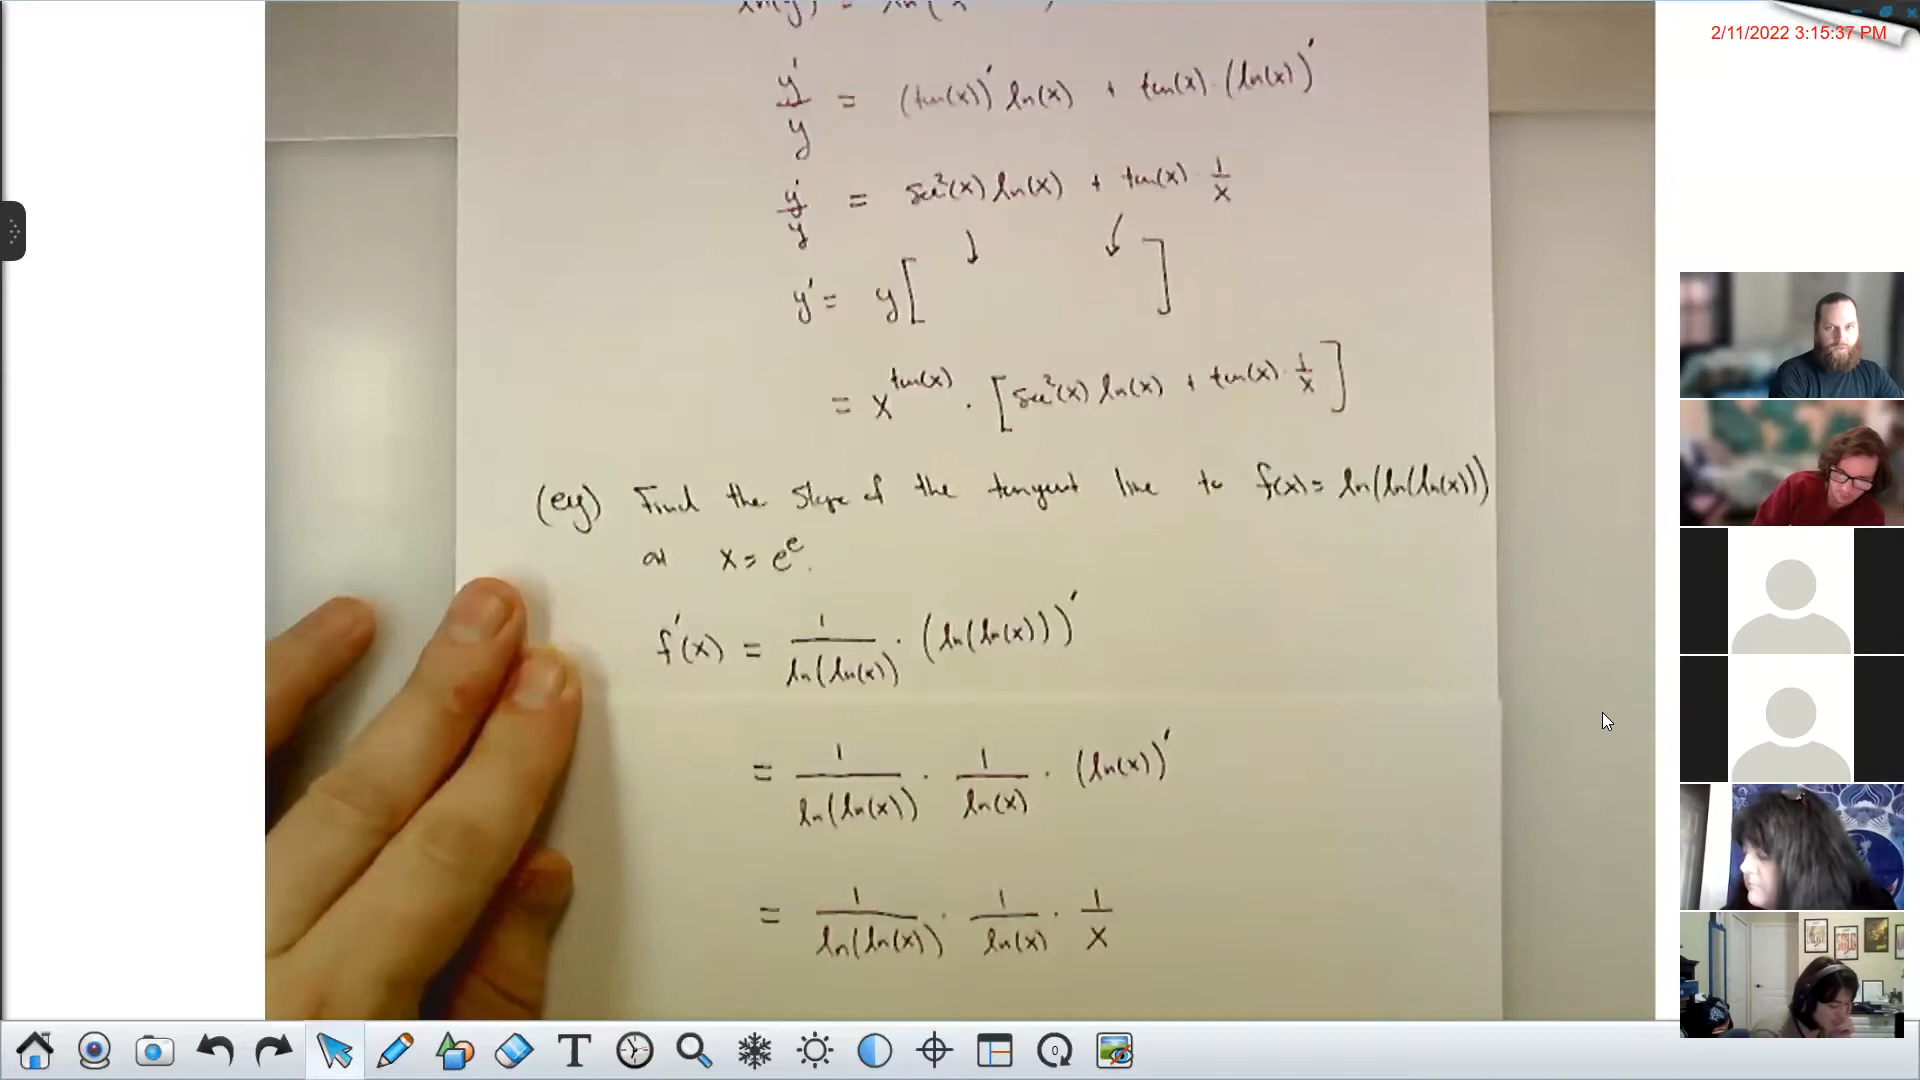 2/11/2022 3:15:37 PM
y'/y = (tan(x))' ln(x) + tan(x) · (ln(x))'
y'/y = sec²(x) ln(x) + tan(x) · 1/x
y' = y [ ]
= x^tan(x) · [sec²(x) ln(x) + tan(x) · 1/x]
(eg) Find the slope of the tangent line to f(x) = ln(ln(ln(x)))
at x = e^e.
f'(x) = 1/ln(ln(x)) · (ln(ln(x)))'
= 1/ln(ln(x)) · 1/ln(x) · (ln(x))'
= 1/ln(ln(x)) · 1/ln(x) · 1/x
T
0